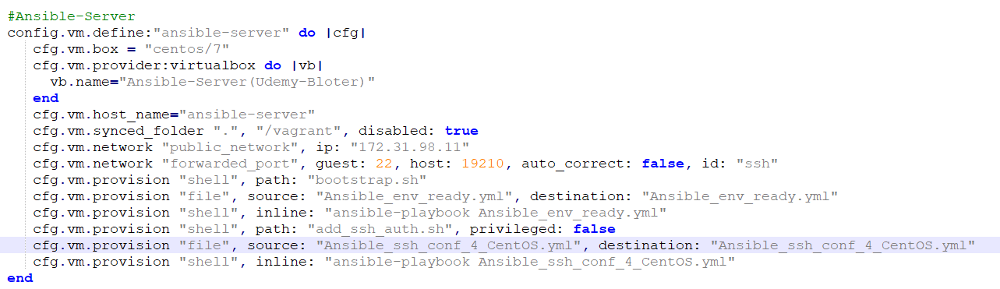 #Ansible-Server
config.vm.define:"ansible-server" do |cfg|
cfg.vm.box = "centos/7"
cfg.vm.provider:virtualbox do |vb|
vb.name="Ansible-Server(Udemy-Bloter)"
end
cfg.vm.host_name="ansible-server"
cfg.vm.synced_folder ".", "/vagrant", disabled: true
cfg.vm.network "public_network", ip: "172.31.98.11"
cfg.vm.network "forwarded_port", guest: 22, host: 19210, auto_correct: false, id: "ssh"
cfg.vm.provision "shell", path: "bootstrap.sh"
cfg.vm.provision "file", source: "Ansible_env_ready.yml", destination: "Ansible_env_ready.yml"
cfg.vm.provision "shell", inline: "ansible-playbook Ansible_env_ready.yml"
cfg.vm.provision "shell", path: "add_ssh_auth.sh", privileged: false
cfg.vm.provision "file", source: "Ansible_ssh_conf_4_CentOS.yml", destination: "Ansible_ssh_conf_4_CentOS.yml"
cfg.vm.provision "shell", inline: "ansible-playbook Ansible_ssh_conf_4_CentOS.yml"
end